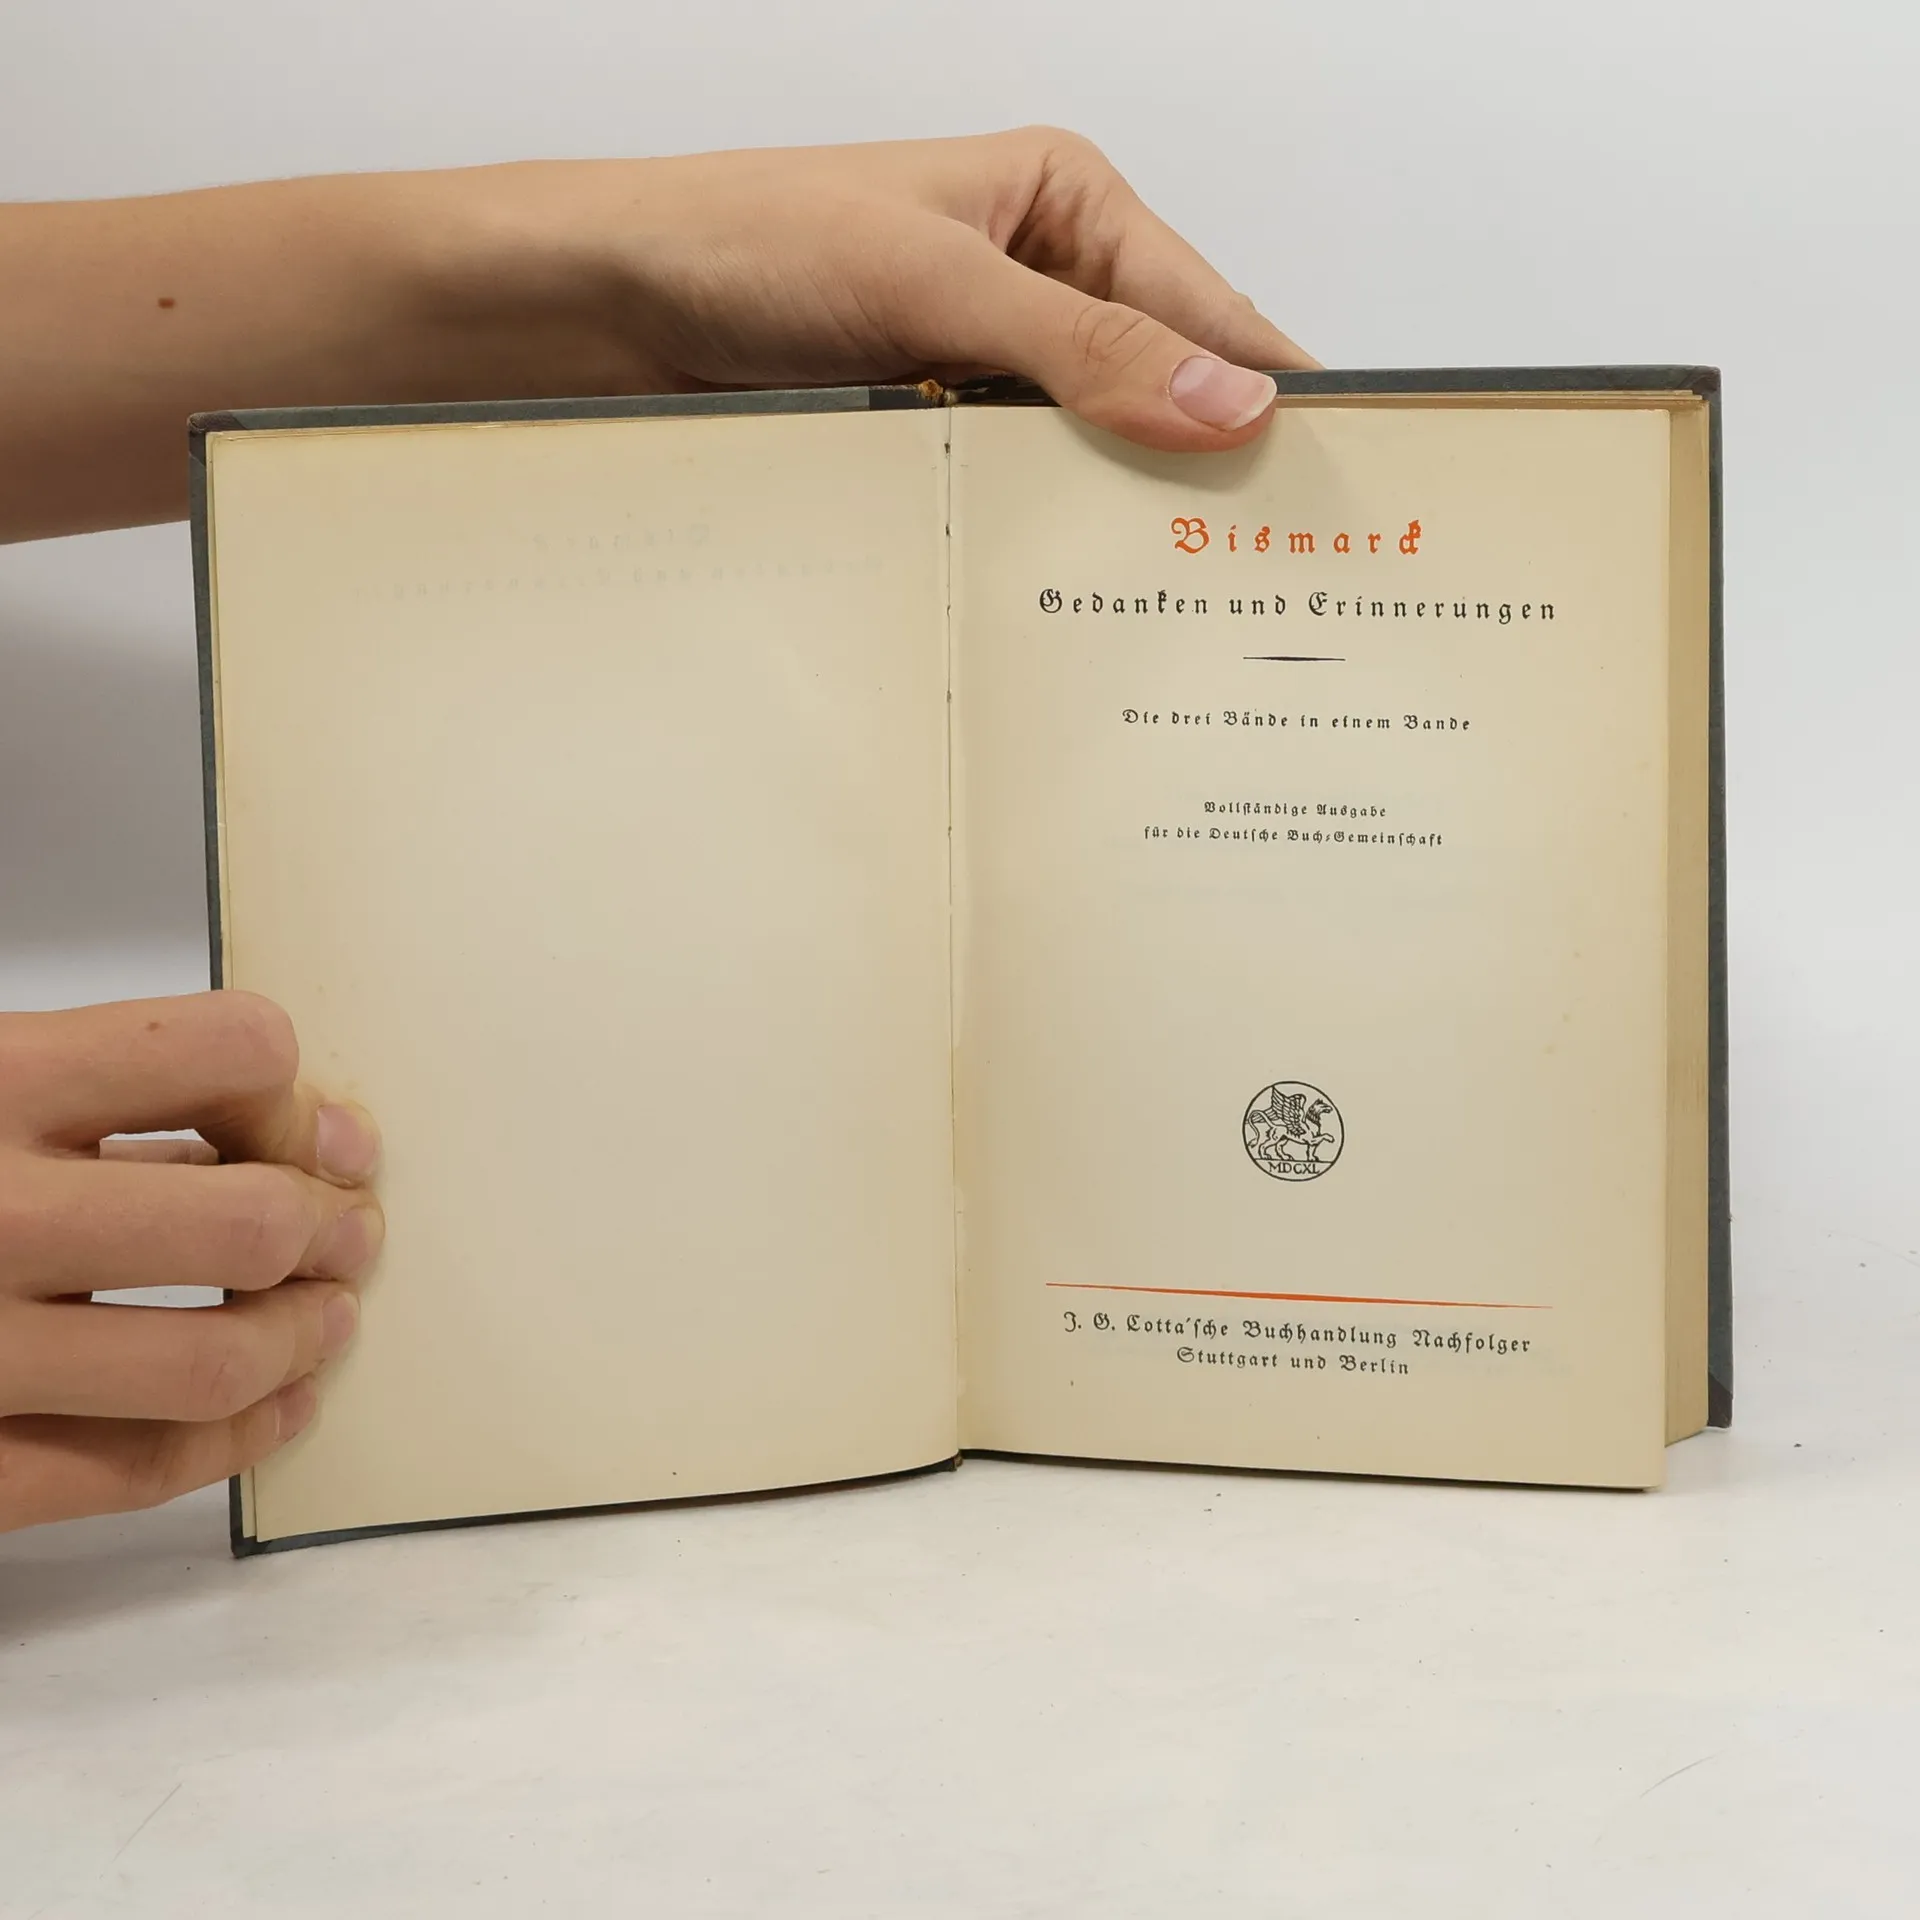 Bismarck
Gedanken und Erinnerungen
Die drei Bände in einem Bande
Vollſtändige Ausgabe
für die Deutſche Buch-Gemeinſchaft
MDCXL
J. G. Cotta'ſche Buchhandlung Nachfolger
Stuttgart und Berlin